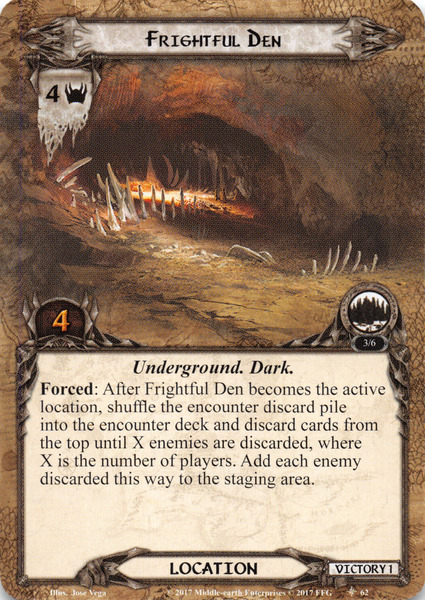 Frightful Den
4
4
3/6
Underground. Dark.
Forced: After Frightful Den becomes the active
location, shuffle the encounter discard pile
into the encounter deck and discard cards from
the top until X enemies are discarded, where
X is the number of players. Add each enemy
discarded this way to the staging area.
Location
Victory 1
Illus. Jose Vega
© 2017 Middle-earth Enterprises © 2017 FFG
62